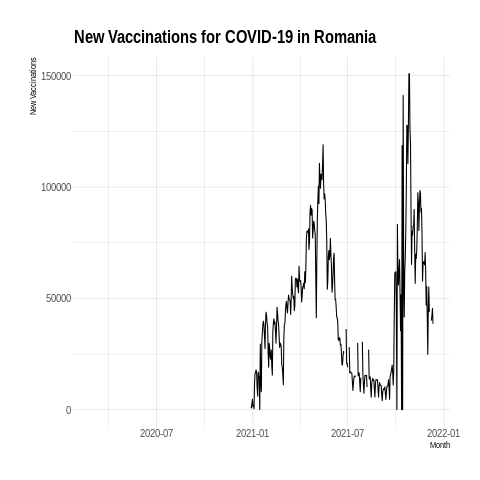 New Vaccinations for COVID-19 in Romania
New Vaccinations
150000
100000
50000
0
2020-07
2021-01
2021-07
2022-01
Month